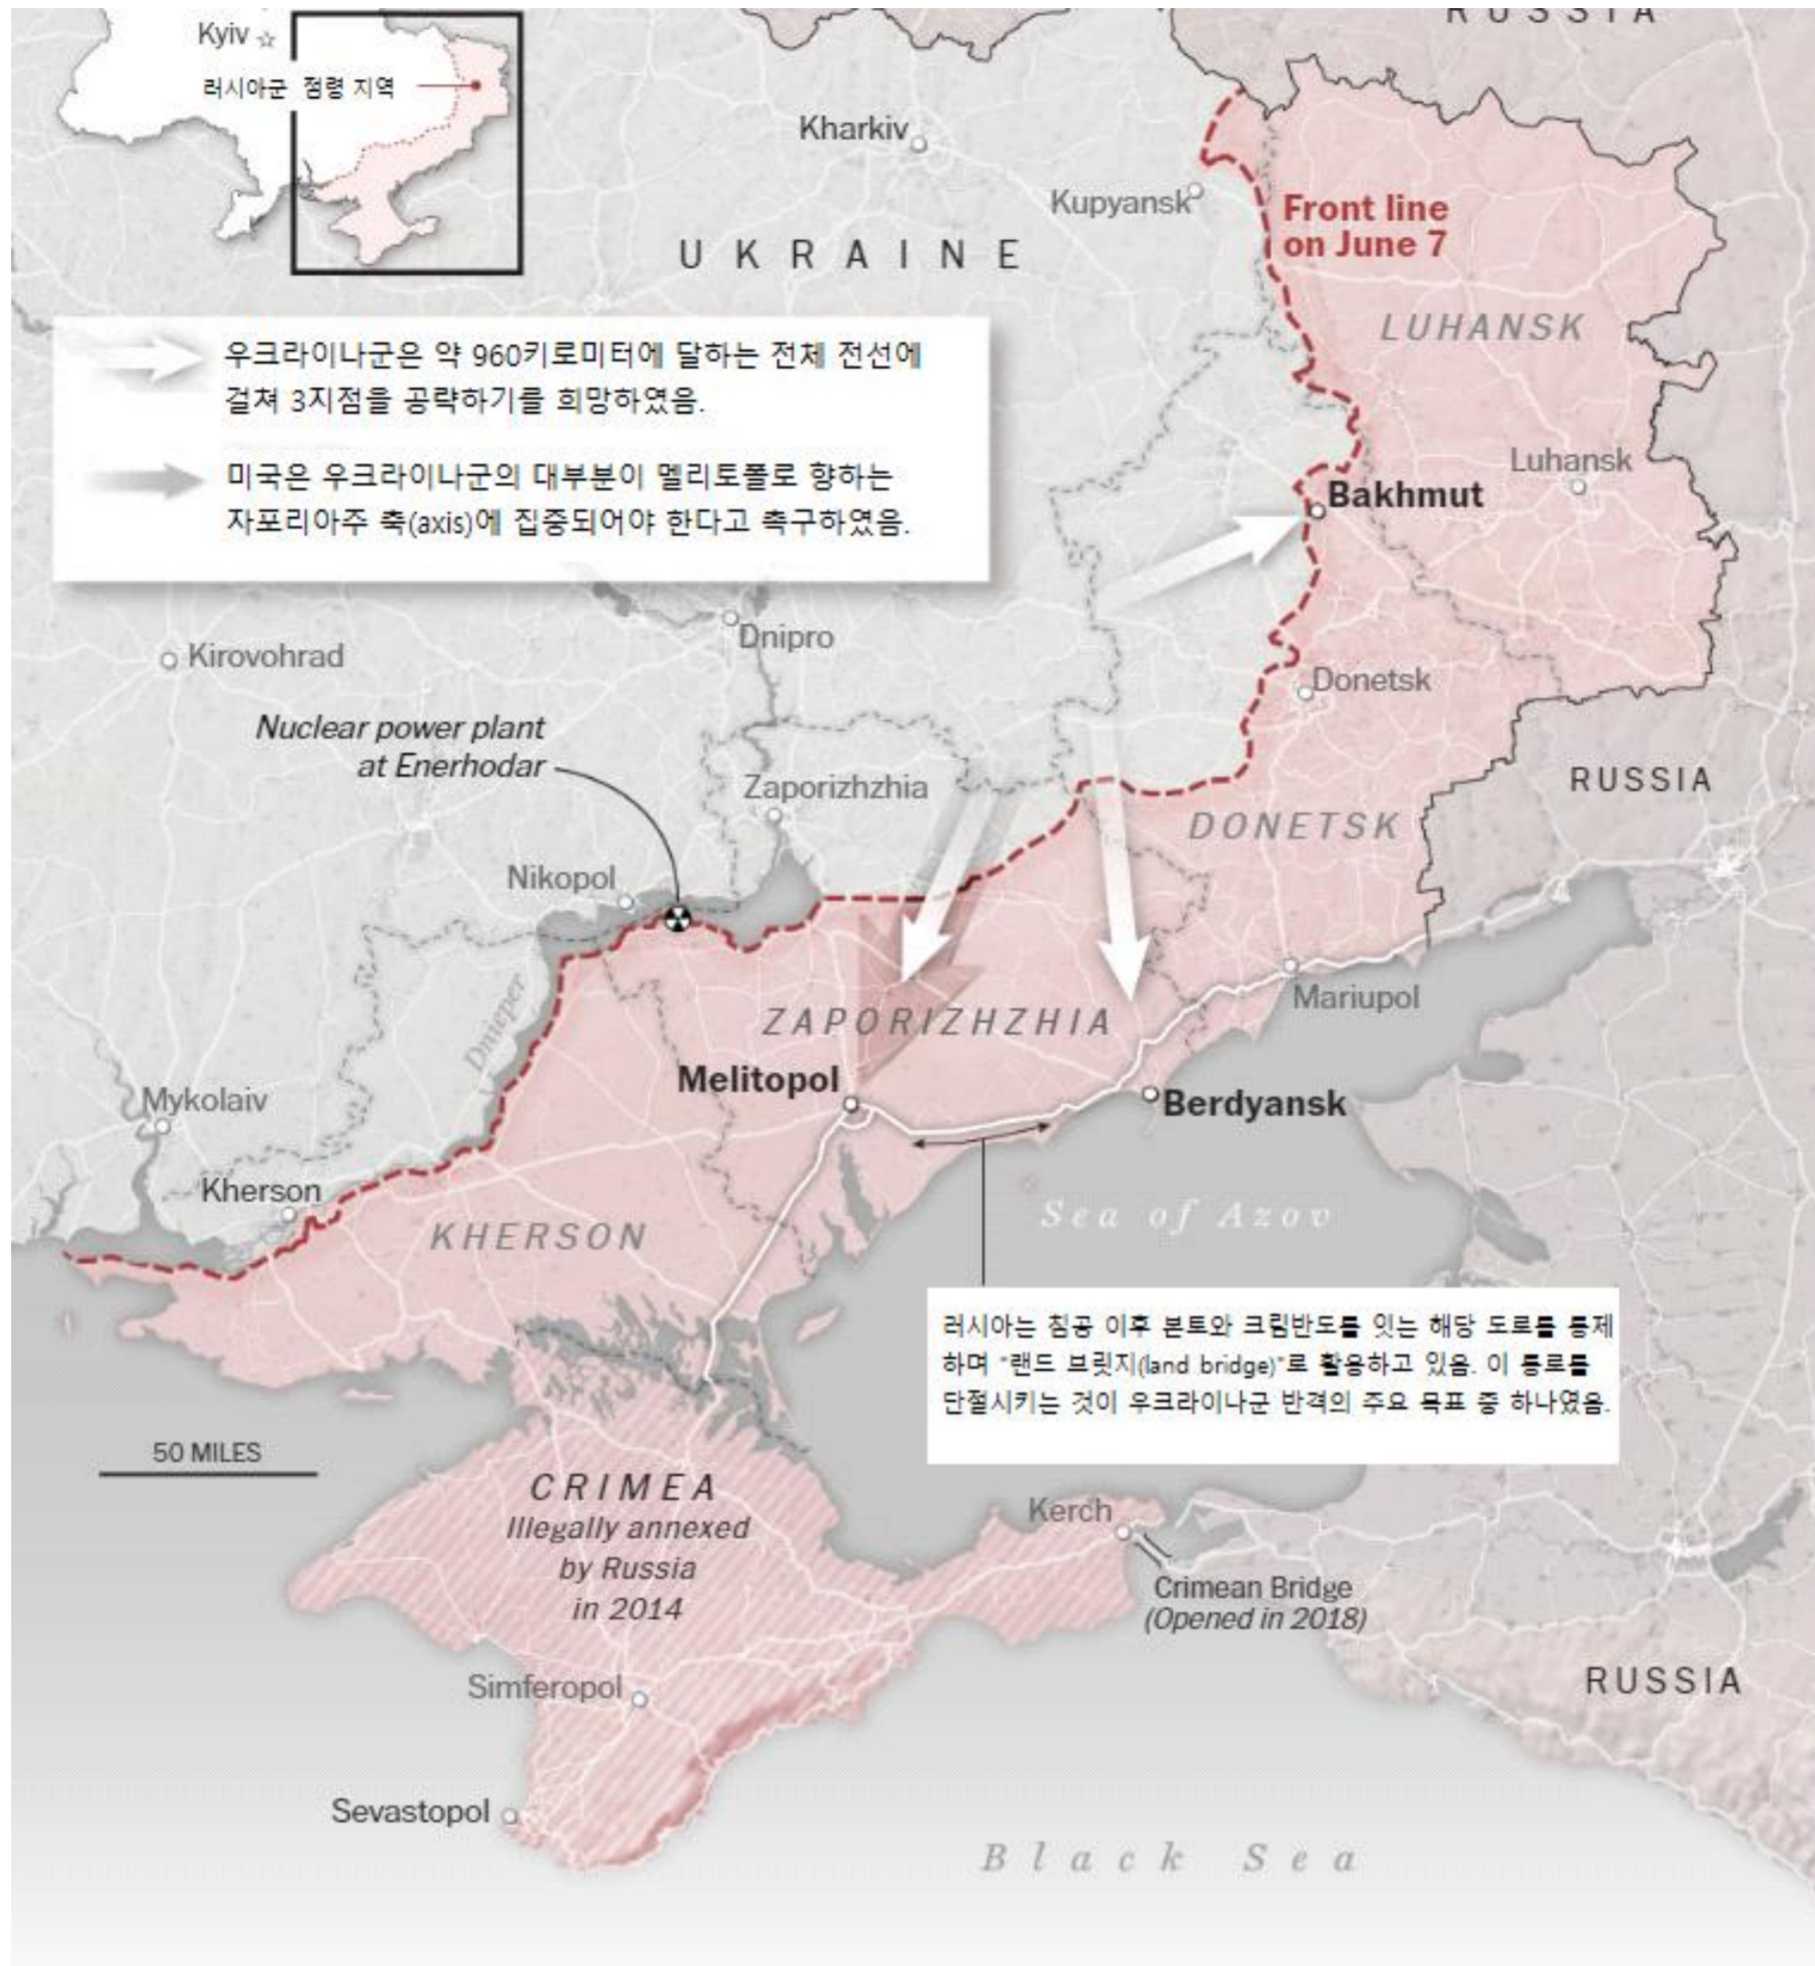 RUSSIA
Kyiv
러시아군 점령 지역
Kharkiv
Kupyansk
Front line
on June 7
UKRAINE
LUHANSK
우크라이나군은 약 960키로미터에 달하는 전체 전선에
걸쳐 3지점을 공략하기를 희망하였음.
미국은 우크라이나군의 대부분이 멜리토폴로 향하는
자포리아주 축(axis)에 집중되어야 한다고 촉구하였음.
Luhansk
Bakhmut
Dnipro
Kirovohrad
Donetsk
Nuclear power plant
at Enerhodar
Zaporizhzhia
RUSSIA
DONETSK
Nikopol
Dnieper
Mariupol
ZAPORIZHZHIA
Melitopol
Berdyansk
Mykolaiv
Kherson
KHERSON
Sea of Azov
러시아는 침공 이후 본토와 크림반도를 잇는 해당 도로를 통제
하며 "랜드 브릿지(land bridge)"로 활용하고 있음. 이 통로를
단절시키는 것이 우크라이나군 반격의 주요 목표 중 하나였음.
50 MILES
CRIMEA
Illegally annexed
by Russia
in 2014
Kerch
Crimean Bridge
(Opened in 2018)
Simferopol
RUSSIA
Sevastopol
Black Sea